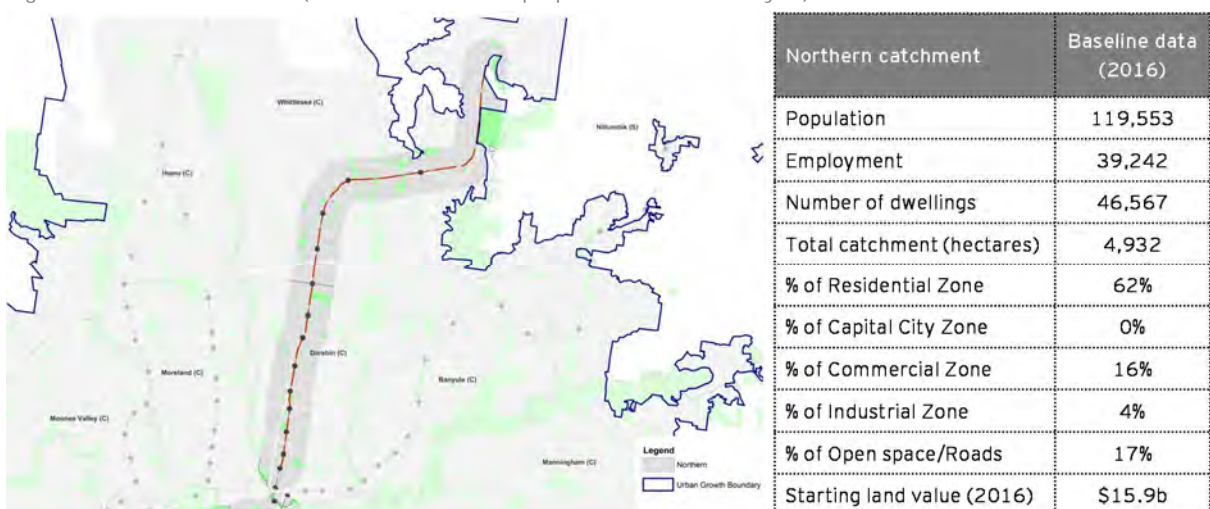 Whittlesea (C)
Nillumbik (S)
Hume (C)
Darebin (C)
Moreland (C)
Banyule (C)
Moonee Valley (C)
Manningham (C)
Legend
Northern
Urban Growth Boundary
Northern catchment Baseline data
(2016)
Population 119,553
Employment 39,242
Number of dwellings 46,567
Total catchment (hectares) 4,932
% of Residential Zone 62%
% of Capital City Zone 0%
% of Commercial Zone 16%
% of Industrial Zone 4%
% of Open space/Roads 17%
Starting land value (2016) $15.9b